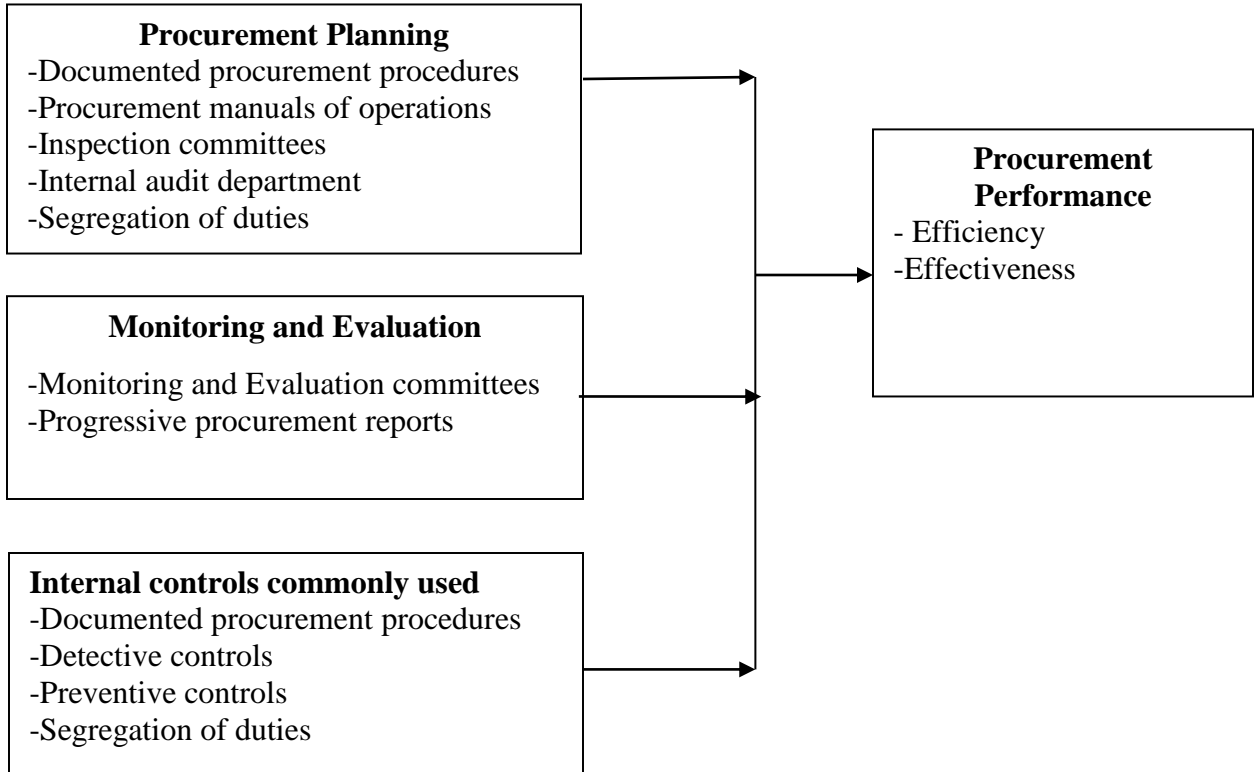 Procurement Planning
-Documented procurement procedures
-Procurement manuals of operations
-Inspection committees
-Internal audit department
-Segregation of duties
Monitoring and Evaluation
-Monitoring and Evaluation committees
-Progressive procurement reports
Internal controls commonly used
-Documented procurement procedures
-Detective controls
-Preventive controls
-Segregation of duties
Procurement
Performance
- Efficiency
-Effectiveness